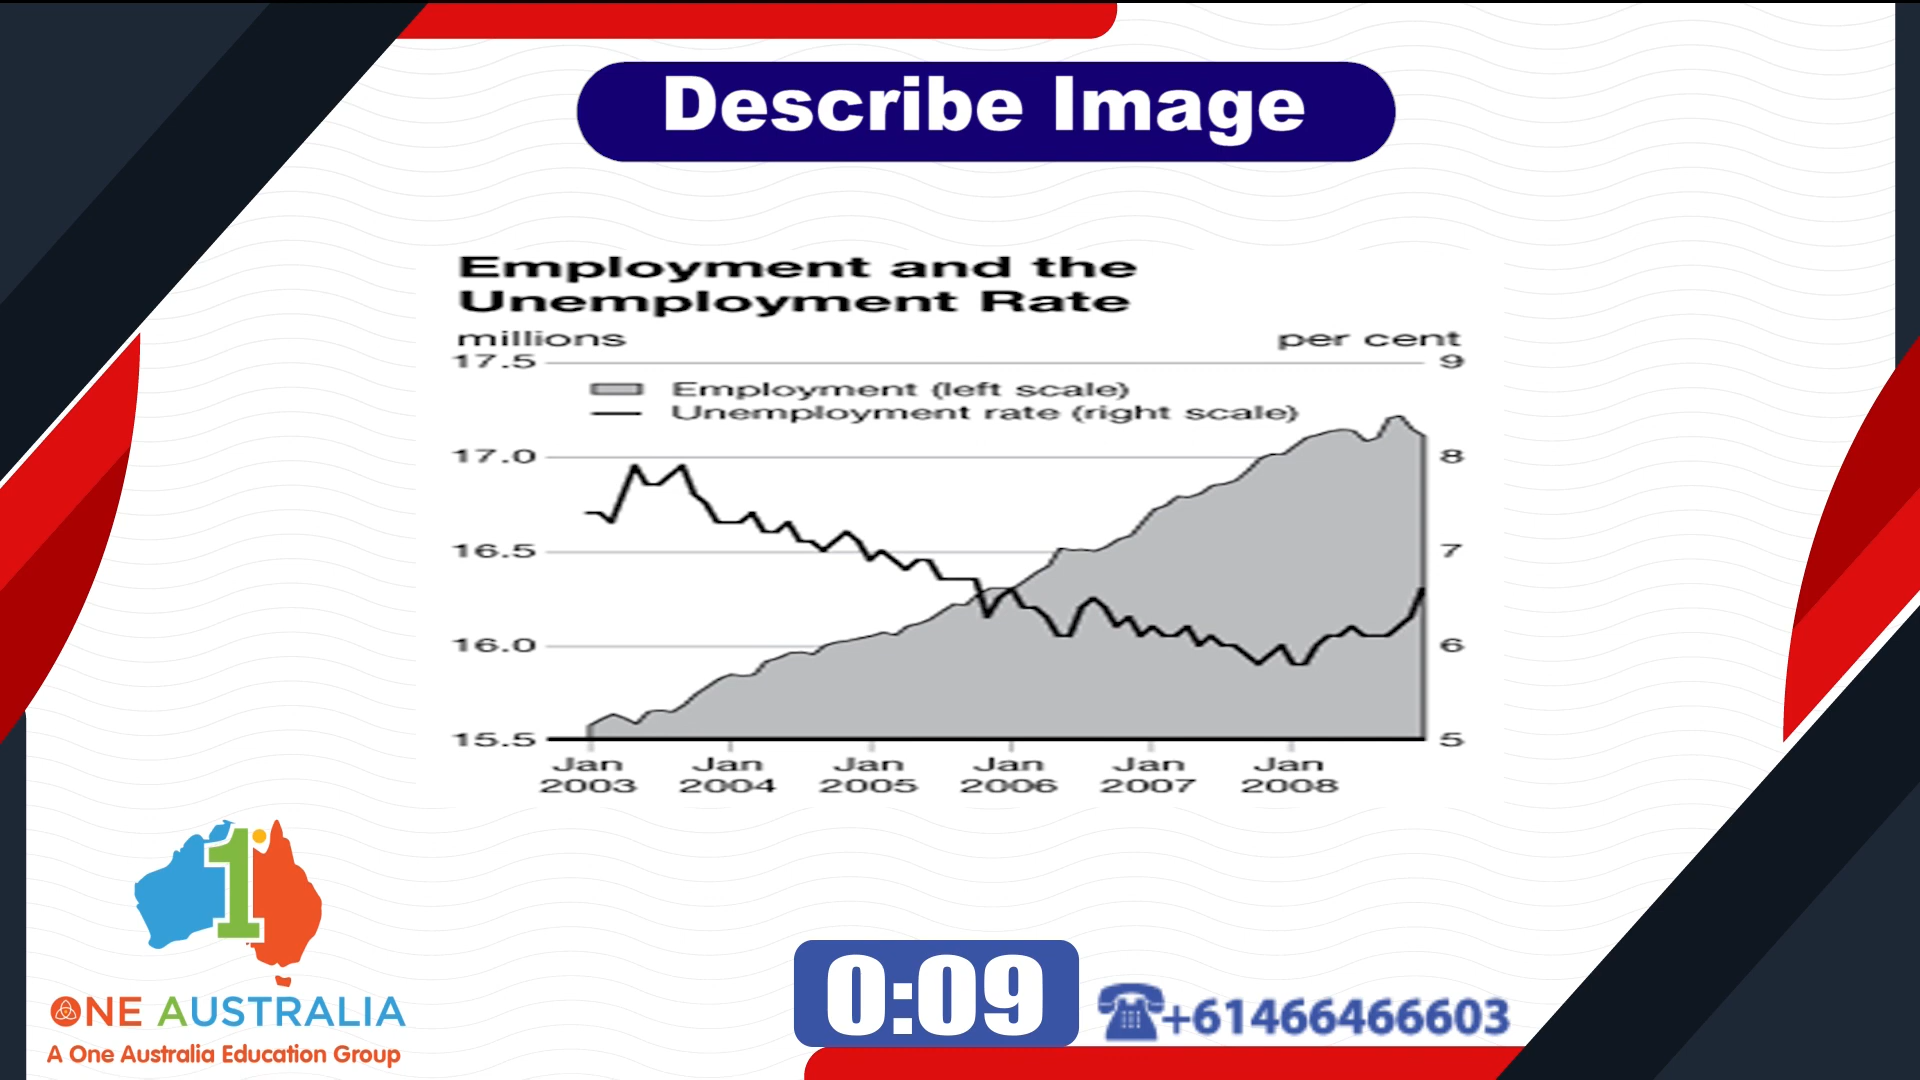 Describe Image
Employment and the
Unemployment Rate
millions
per cent
17.5
9
Employment (left scale)
Unemployment rate (right scale)
17.0
8
16.5
7
16.0
6
15.5
5
Jan Jan Jan Jan Jan Jan
2003 2004 2005 2006 2007 2008
1
ONE AUSTRALIA
A One Australia Education Group
0:09
+61466466603